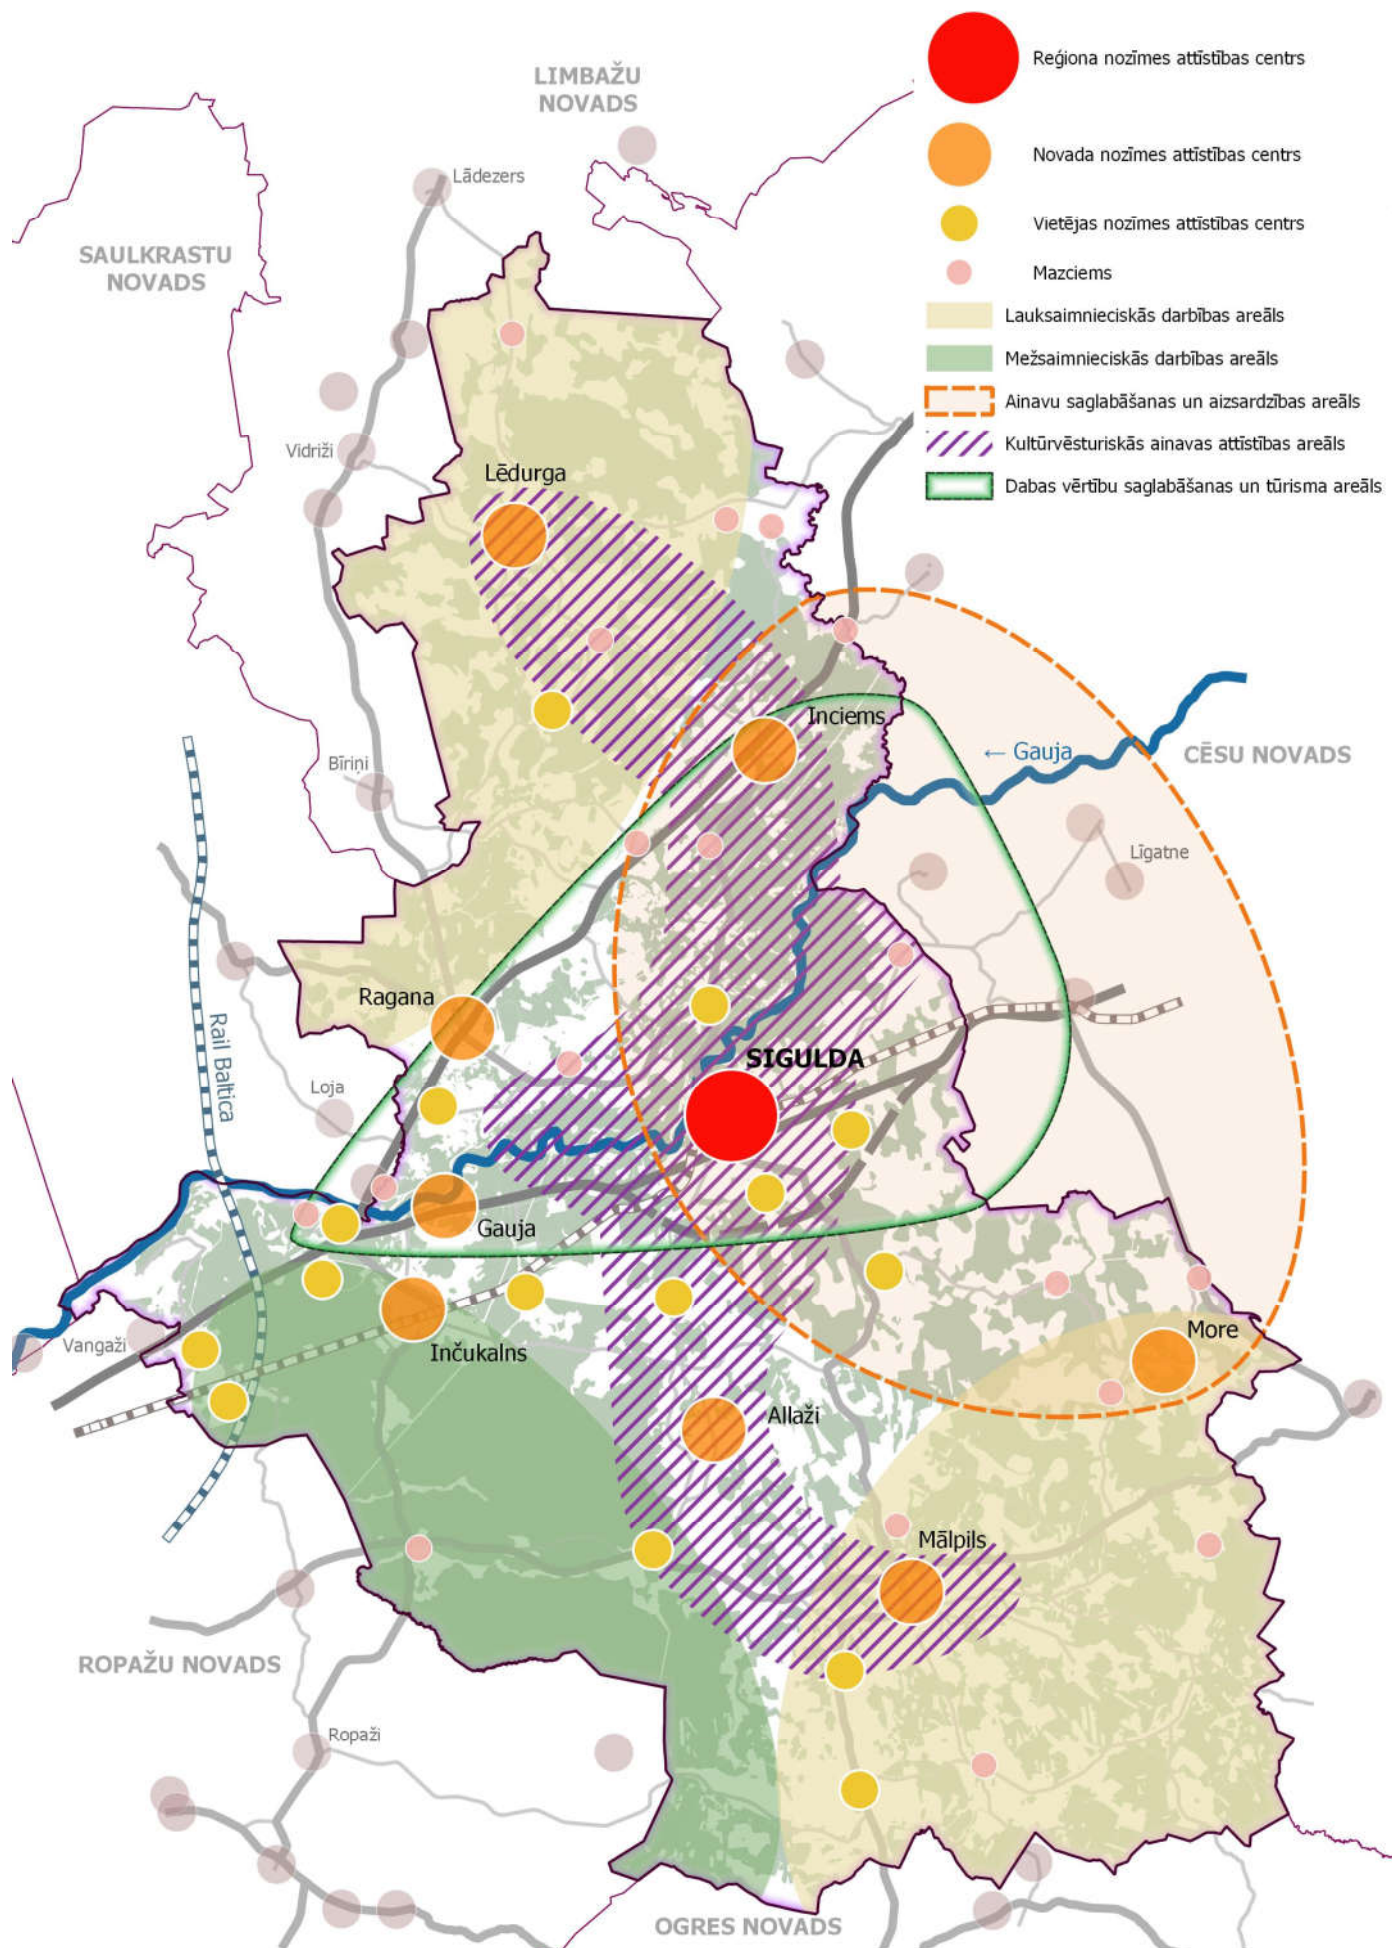 Reģiona nozīmes attīstības centrs
LIMBAŽU
NOVADS
Novada nozīmes attīstības centrs
Lādezers
Vietējas nozīmes attīstības centrs
SAULKRASTU
NOVADS
Mazciems
Lauksaimnieciskās darbības areāls
Mežsaimnieciskās darbības areāls
Ainavu saglabāšanas un aizsardzības areāls
Kultūrvēsturiskās ainavas attīstības areāls
Dabas vērtību saglabāšanas un tūrisma areāls
Vidriži
Lēdurga
Inciems
← Gauja
CĒSU NOVADS
Bīriņi
Līgatne
Ragana
Rail Baltica
SIGULDA
Loja
Gauja
Vangaži
Inčukalns
More
Allaži
Mālpils
ROPAŽU NOVADS
Ropaži
OGRES NOVADS